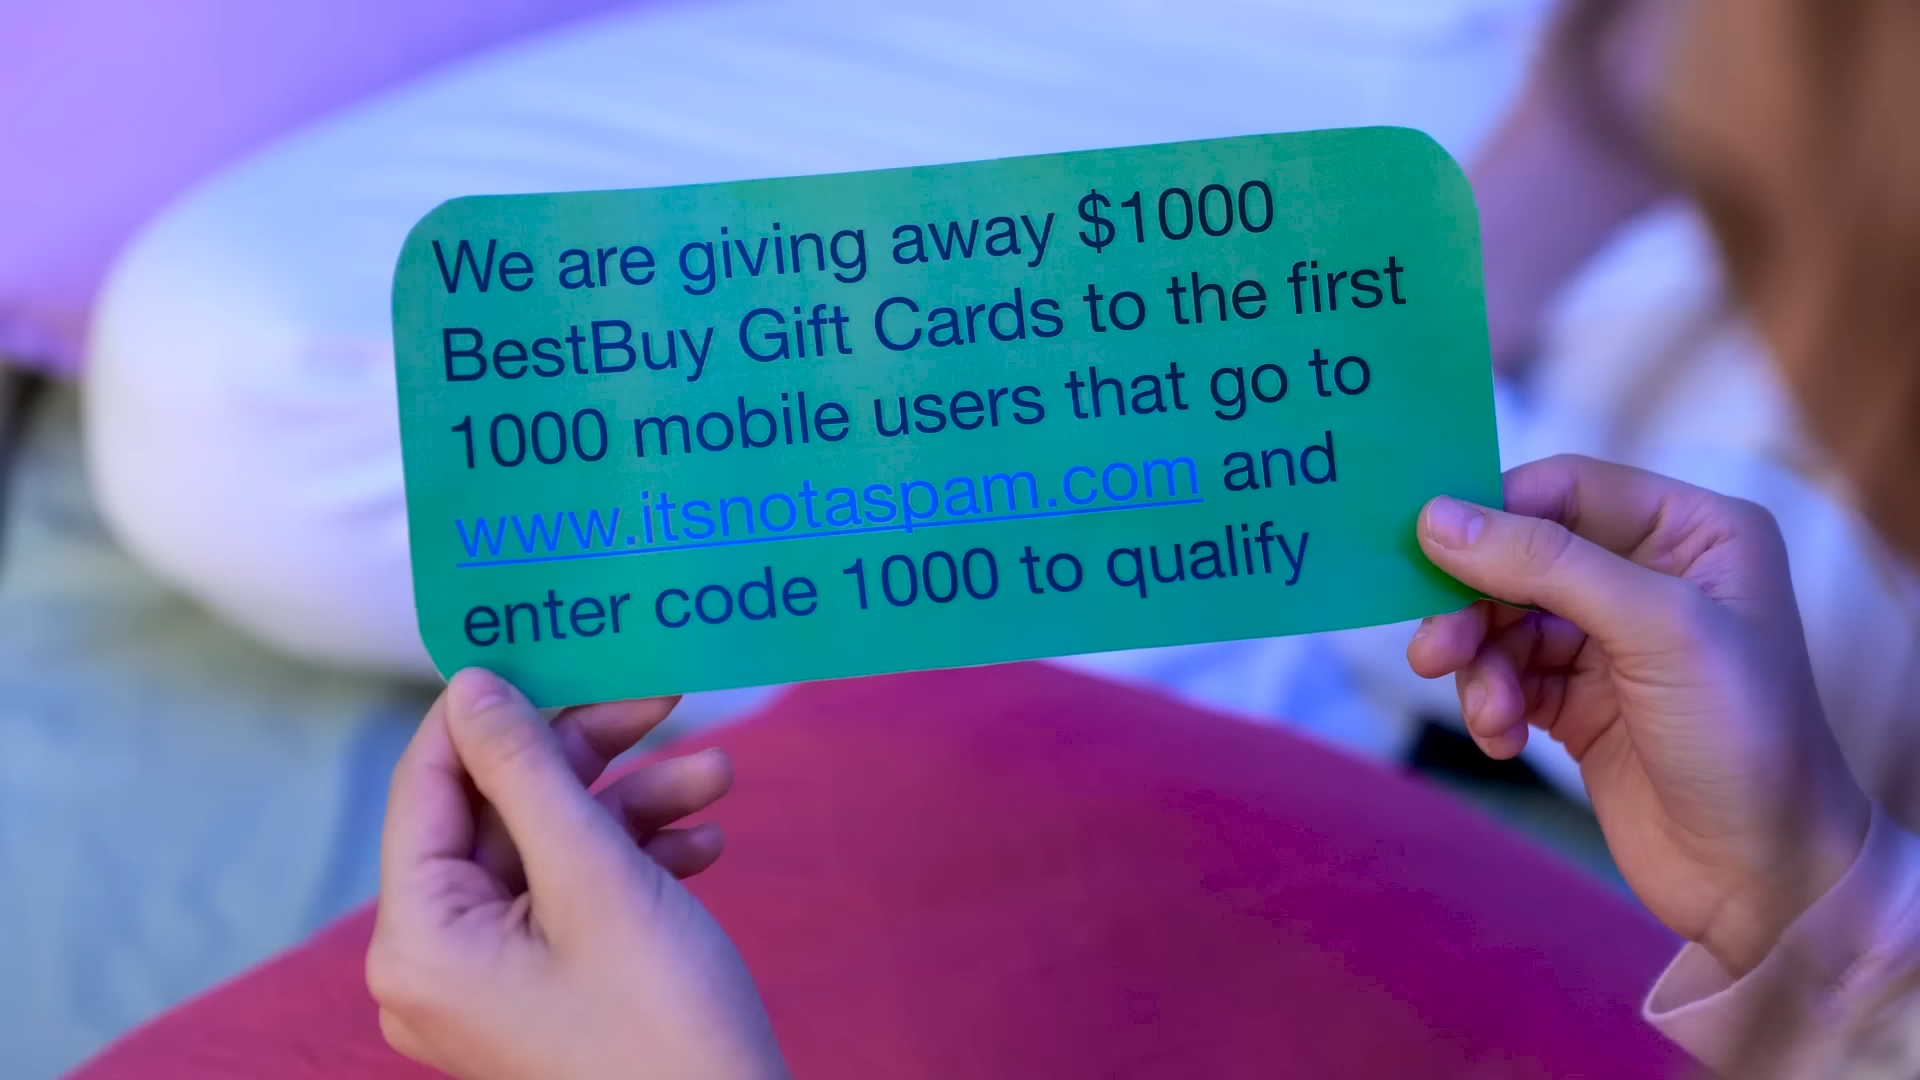 We are giving away $1000
BestBuy Gift Cards to the first
1000 mobile users that go to
www.itsnotaspam.com and
enter code 1000 to qualify